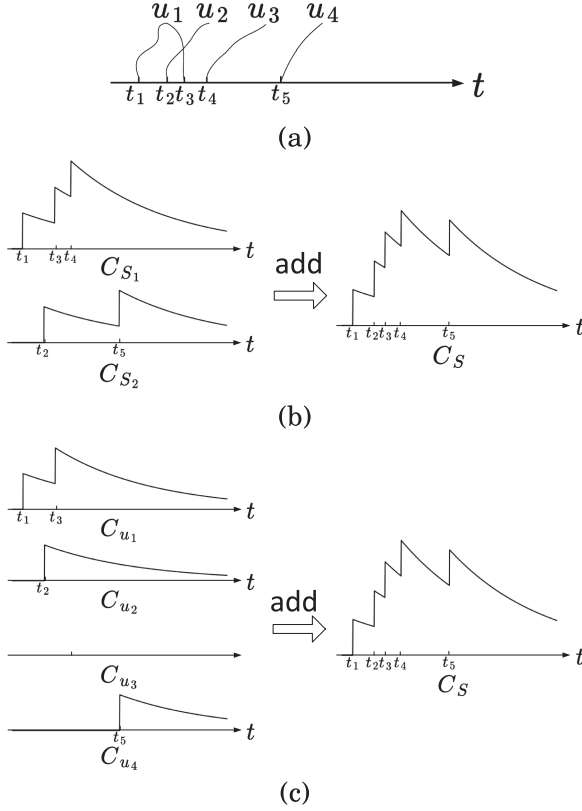 u1 u2 u3 u4
t1 t2 t3 t4 t5 t
(a)
t1 t3 t4 t
CS1
t2 t5 t
CS2
add
t1 t2 t3 t4 t5 t
CS
(b)
t1 t3 t
Cu1
t2 t
Cu2
Cu3
t5 t
Cu4
add
t1 t2 t3 t4 t5 t
CS
(c)